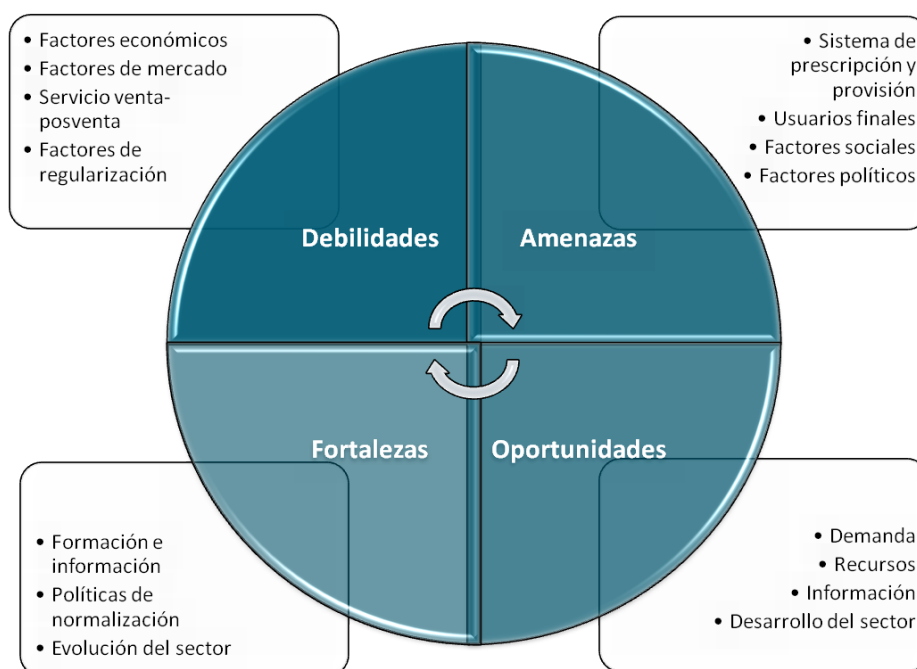 • Factores económicos
• Factores de mercado
• Servicio venta-
posventa
• Factores de
regularización
• Sistema de
prescripción y
provisión
• Usuarios finales
• Factores sociales
• Factores políticos
Debilidades
Amenazas
Fortalezas
Oportunidades
• Formación e
información
• Políticas de
normalización
• Evolución del sector
• Demanda
• Recursos
• Información
• Desarrollo del sector